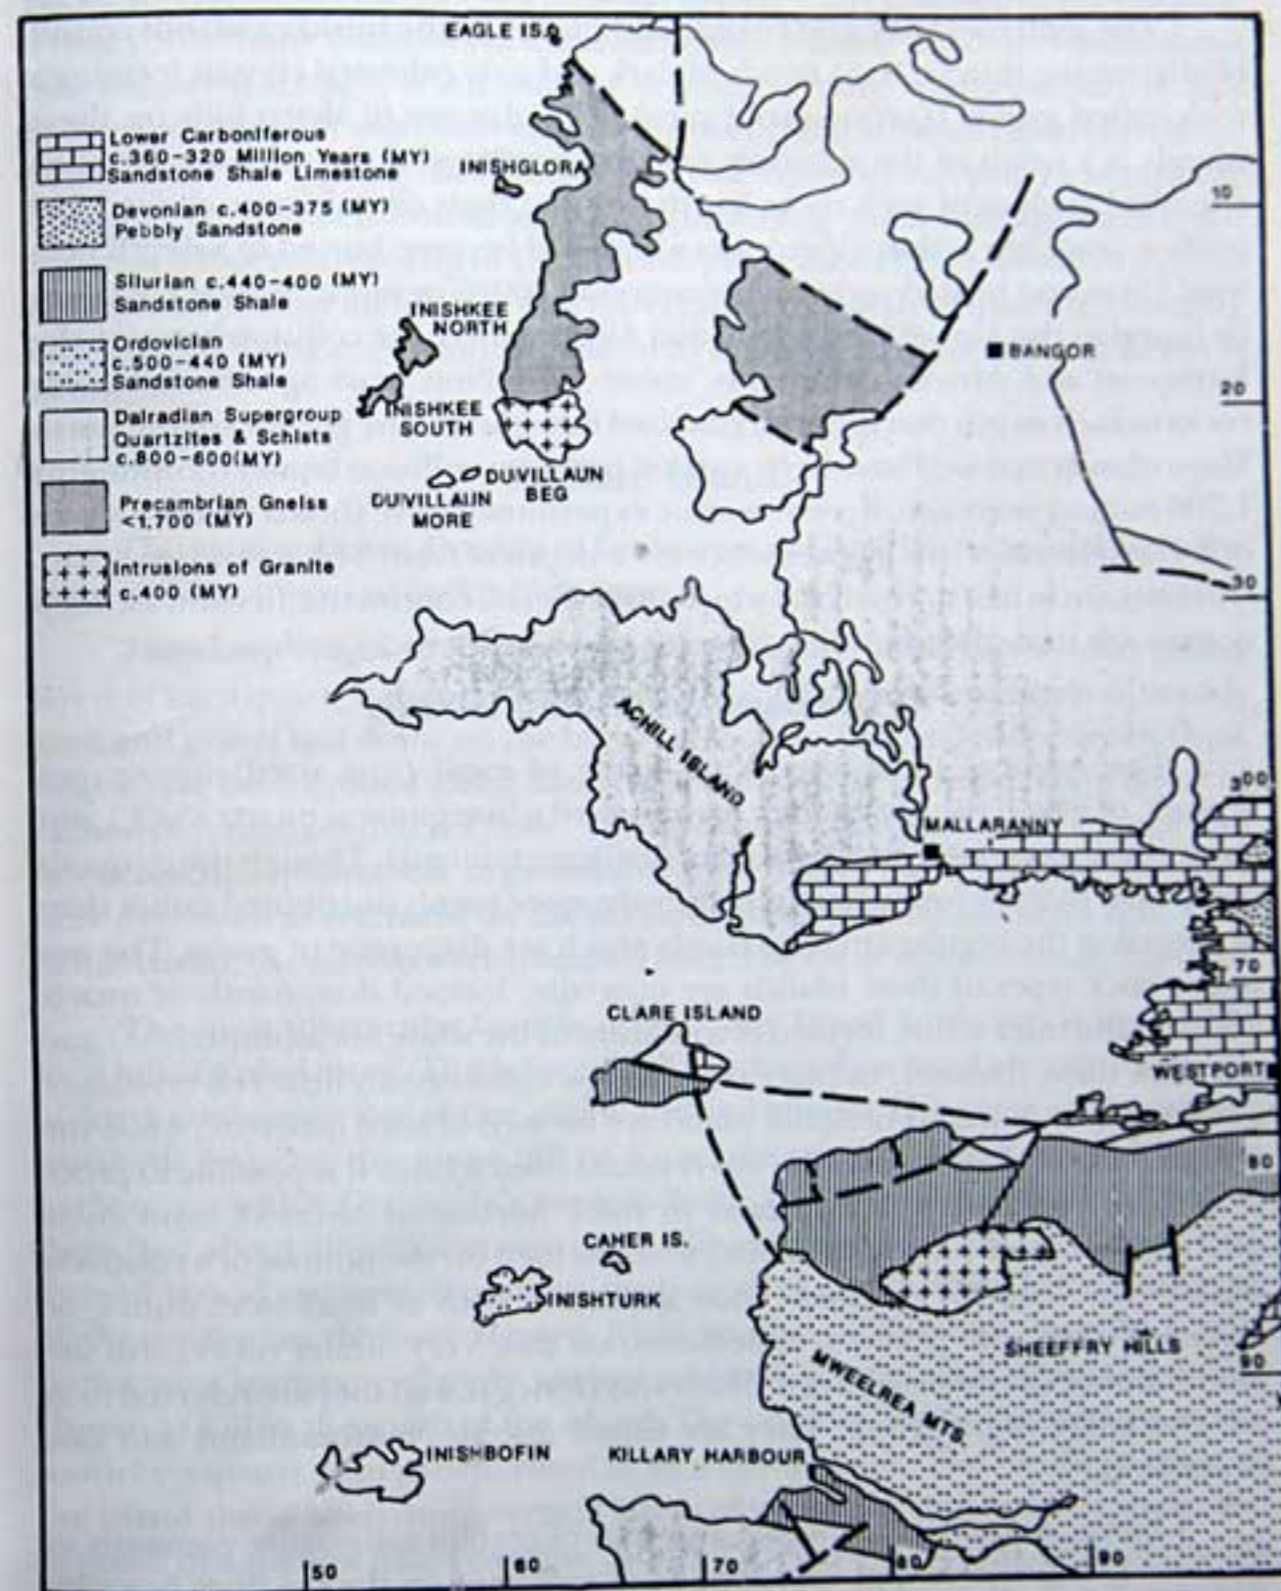 EAGLE IS.
Lower Carboniferous
c.360-320 Million Years (MY)
Sandstone Shale Limestone
Devonian c.400-375 (MY)
Pebbly Sandstone
Silurian c.440-400 (MY)
Sandstone Shale
Ordovician
c.500-440 (MY)
Sandstone Shale
Dalradian Supergroup
Quartzites & Schists
c.800-600(MY)
Precambrian Gneiss
<1.700 (MY)
Intrusions of Granite
c.400 (MY)
INISHGLORA
INISHKEE
NORTH
INISHKEE
SOUTH
DUIVILLAUN
BEG
DUIVILLAUN
MORE
10
BANGOR
20
30
ACHILL ISLAND
300
MALLARANNY
70
CLARE ISLAND
WESTPORT
80
CAHER IS.
INISHTURK
SHEEFFRY HILLS
90
MWEELREA MTS.
INISHBOFIN
KILLARY HARBOUR
50
60
70
80
90